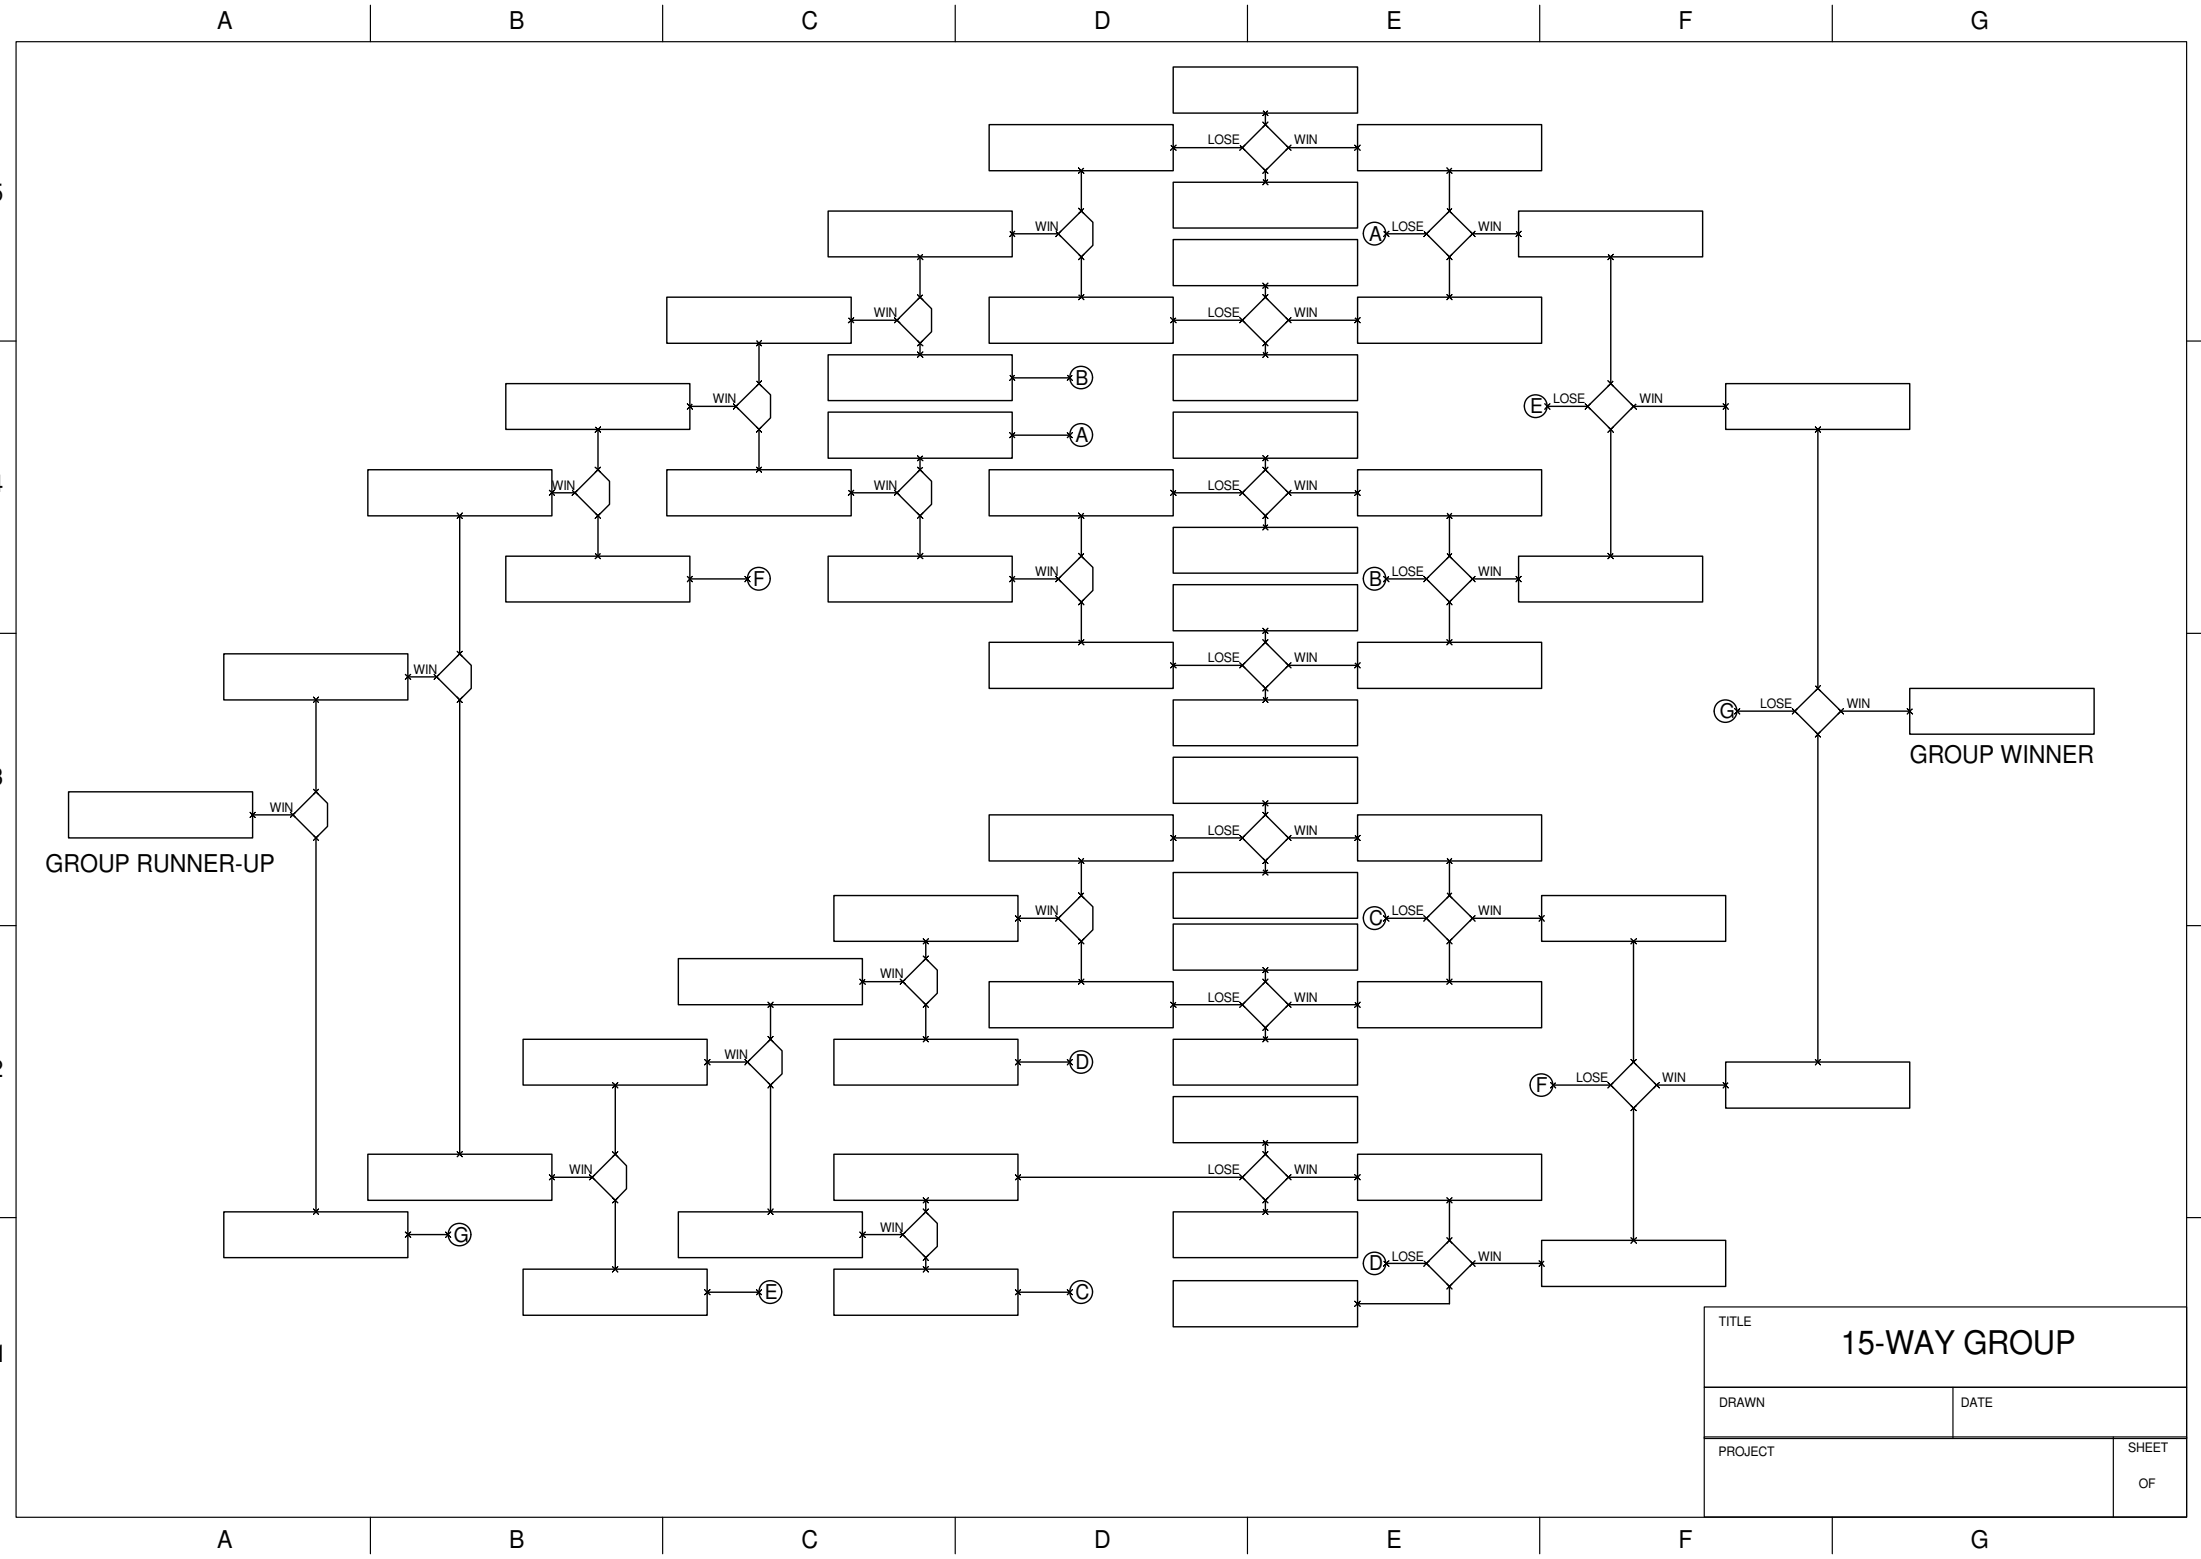 A B C D E F G
LOSE WIN
WIN A LOSE WIN
WIN LOSE WIN
B
WIN E LOSE WIN
A
WIN WIN LOSE WIN
F WIN B LOSE WIN
LOSE WIN
WIN
G LOSE WIN
GROUP WINNER
WIN
LOSE WIN
GROUP RUNNER-UP
WIN C LOSE WIN
WIN LOSE WIN
WIN D
F LOSE WIN
WIN LOSE WIN
G WIN
D LOSE WIN
E C
TITLE
15-WAY GROUP
DRAWN DATE
PROJECT SHEET
OF
A B C D E F G